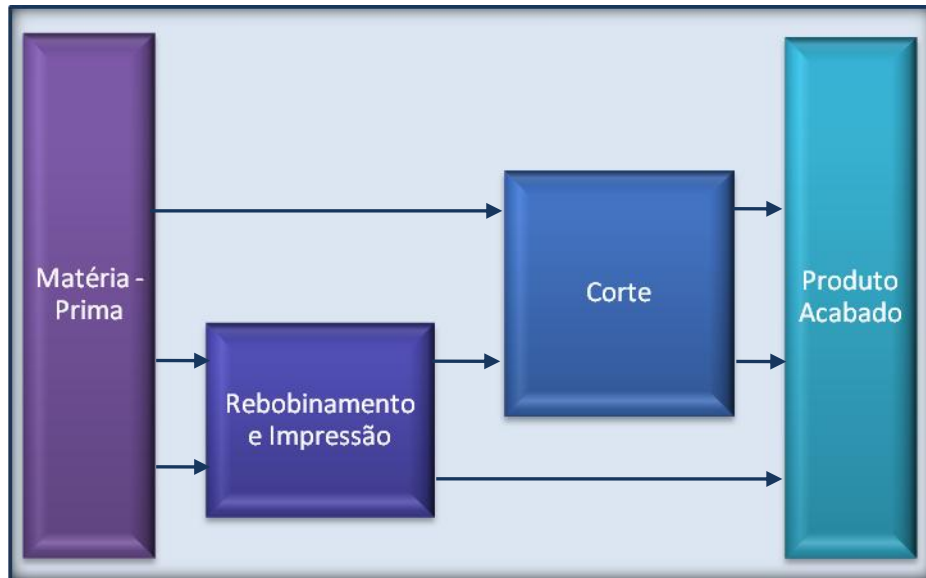 Matéria -
Prima
Rebobinamento
e Impressão
Corte
Produto
Acabado